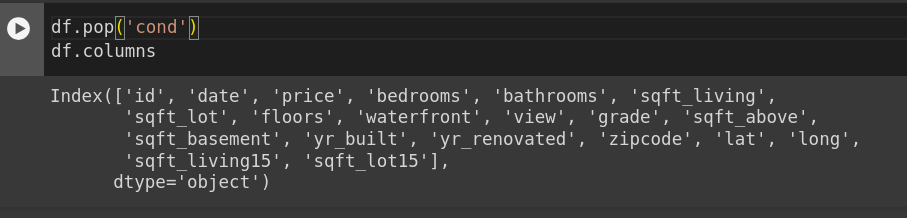 df.pop('cond')
df.columns
Index(['id', 'date', 'price', 'bedrooms', 'bathrooms', 'sqft_living',
'sqft_lot', 'floors', 'waterfront', 'view', 'grade', 'sqft_above',
'sqft_basement', 'yr_built', 'yr_renovated', 'zipcode', 'lat', 'long',
'sqft_living15', 'sqft_lot15'],
dtype='object')